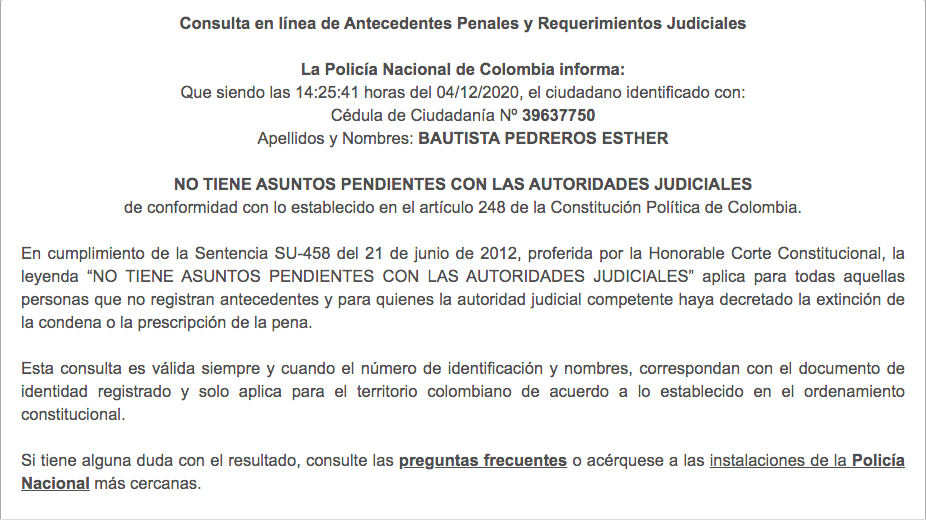 Consulta en línea de Antecedentes Penales y Requerimientos Judiciales
La Policía Nacional de Colombia informa:
Que siendo las 14:25:41 horas del 04/12/2020, el ciudadano identificado con:
Cédula de Ciudadanía Nº 39637750
Apellidos y Nombres: BAUTISTA PEDREROS ESTHER
NO TIENE ASUNTOS PENDIENTES CON LAS AUTORIDADES JUDICIALES
de conformidad con lo establecido en el artículo 248 de la Constitución Política de Colombia.
En cumplimiento de la Sentencia SU-458 del 21 de junio de 2012, proferida por la Honorable Corte Constitucional, la
leyenda “NO TIENE ASUNTOS PENDIENTES CON LAS AUTORIDADES JUDICIALES” aplica para todas aquellas
personas que no registran antecedentes y para quienes la autoridad judicial competente haya decretado la extinción de
la condena o la prescripción de la pena.
Esta consulta es válida siempre y cuando el número de identificación y nombres, correspondan con el documento de
identidad registrado y solo aplica para el territorio colombiano de acuerdo a lo establecido en el ordenamiento
constitucional.
Si tiene alguna duda con el resultado, consulte las preguntas frecuentes o acérquese a las instalaciones de la Policía
Nacional más cercanas.